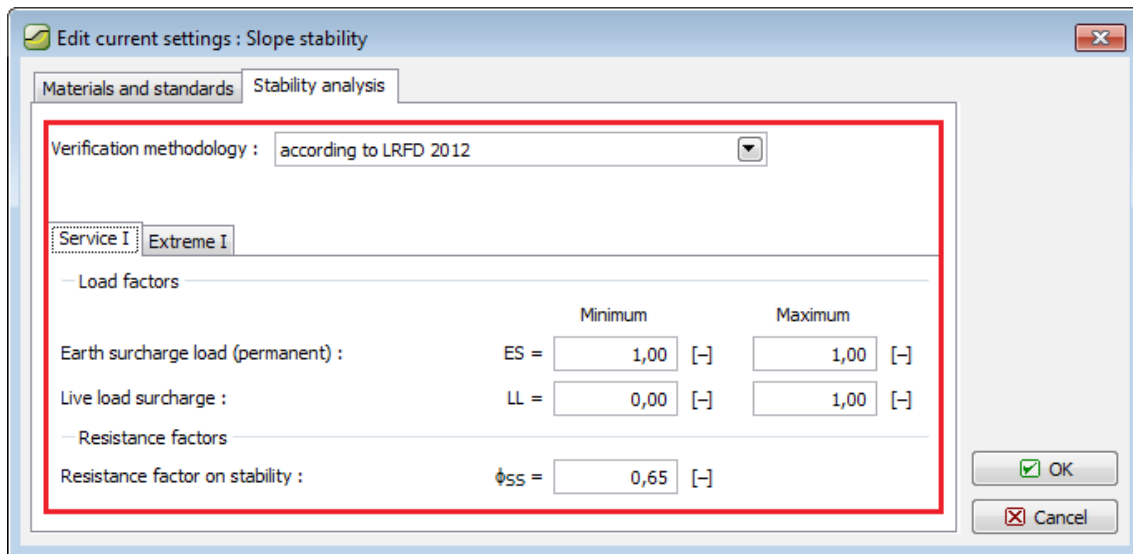 Edit current settings : Slope stability
Materials and standards Stability analysis
Verification methodology : according to LRFD 2012
Service I Extreme I
Load factors
Minimum Maximum
Earth surcharge load (permanent) : ES = 1,00 [–] 1,00 [–]
Live load surcharge : LL = 0,00 [–] 1,00 [–]
Resistance factors
Resistance factor on stability : ϕSS = 0,65 [–]
OK
Cancel